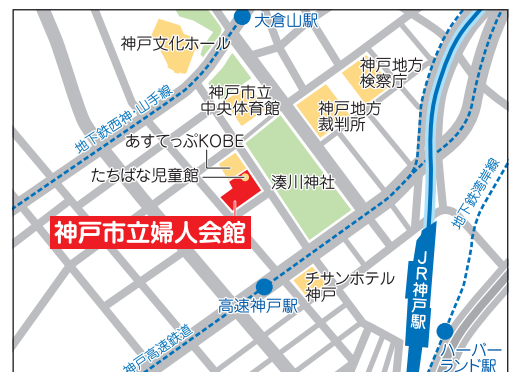 大倉山駅
神戸文化ホール
神戸地方
検察庁
地下鉄西神・山手線
神戸市立
中央体育館
神戸地方
裁判所
あすてっぷKOBE
たちばな児童館
湊川神社
地下鉄湾岸線
神戸市立婦人会館
JR神戸駅
チサンホテル
神戸
高速神戸駅
神戸高速鉄道
ハーバー
ランド駅